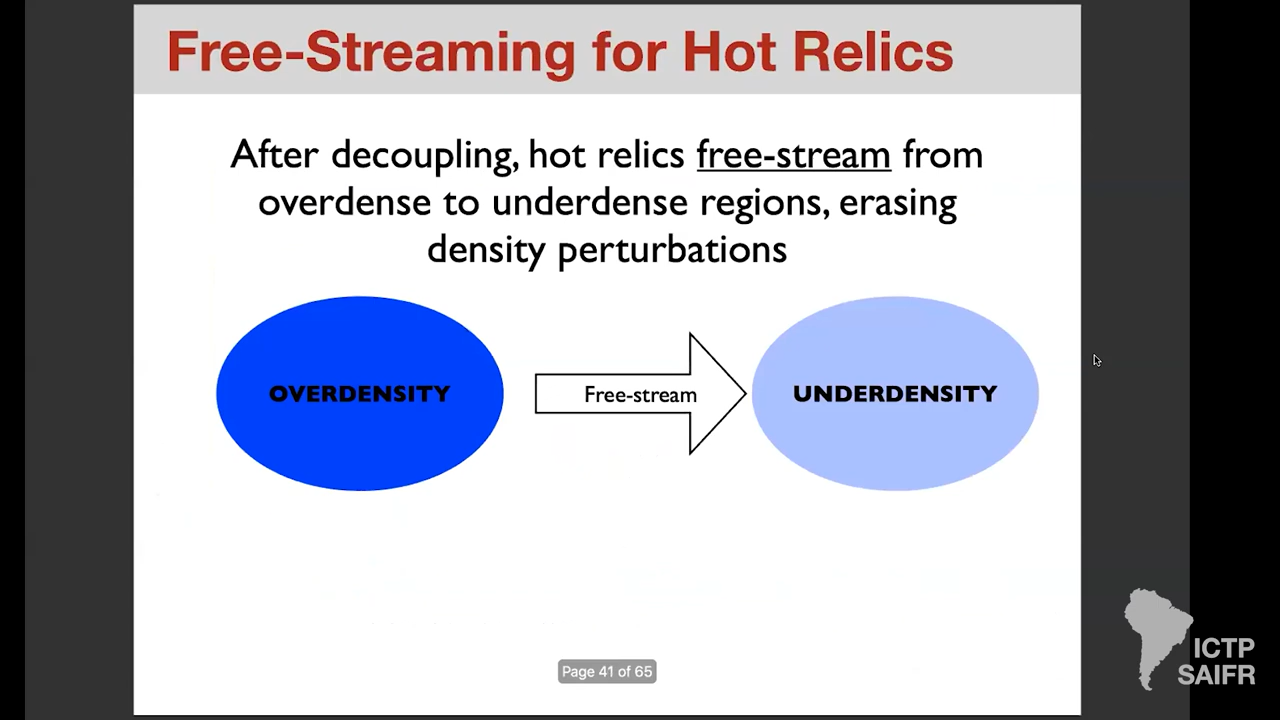 Free-Streaming for Hot Relics
After decoupling, hot relics free-stream from
overdense to underdense regions, erasing
density perturbations
OVERDENSITY
Free-stream
UNDERDENSITY
Page 41 of 65
ICTP
SAIFR